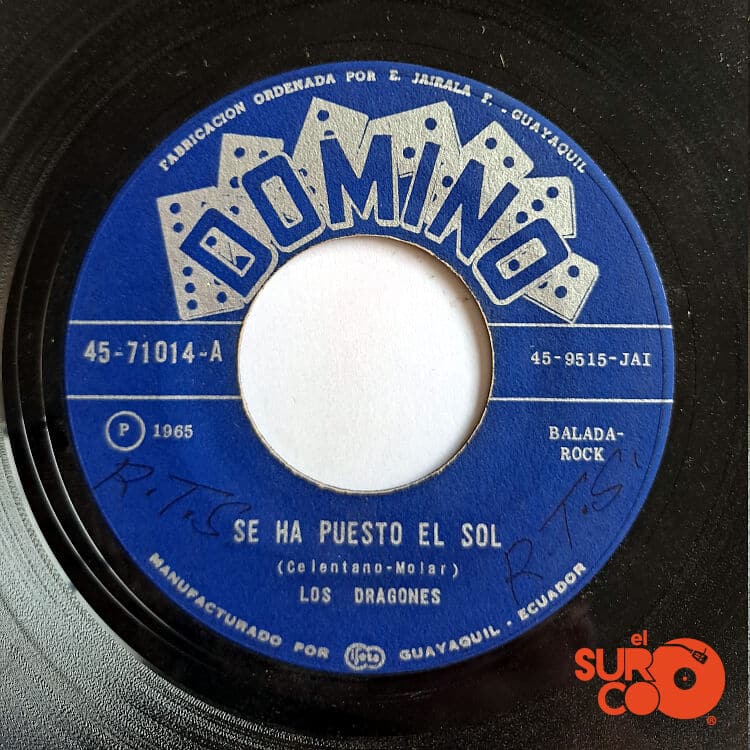 FABRICACION ORDENADA POR E. JAIRALA F. - GUAYAQUIL
DOMINO
45-71014-A
45-9515-JAI
P 1965
BALADA-
ROCK
R.T.S
R.T.S
SE HA PUESTO EL SOL
(Celentano-Molar)
LOS DRAGONES
MANUFACTURADO POR ifesa GUAYAQUIL - ECUADOR
el
SURCO
®